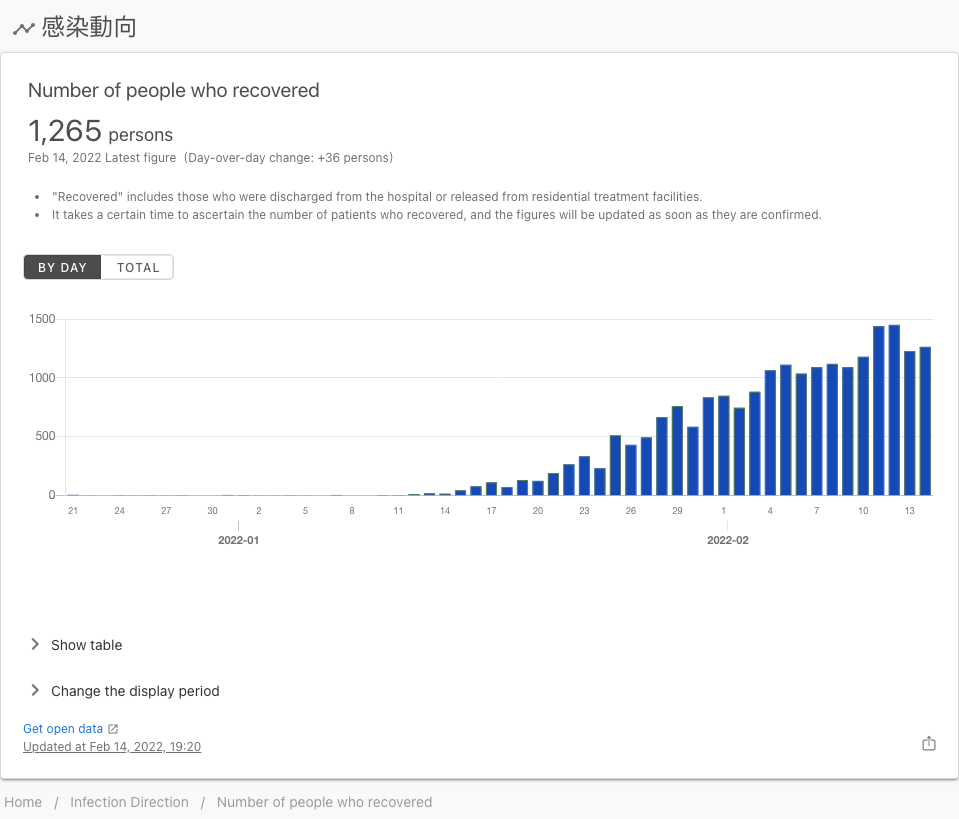 感染動向
Number of people who recovered
1,265 persons
Feb 14, 2022 Latest figure (Day-over-day change: +36 persons)
• "Recovered" includes those who were discharged from the hospital or released from residential treatment facilities.
• It takes a certain time to ascertain the number of patients who recovered, and the figures will be updated as soon as they are confirmed.
BY DAY TOTAL
1500
1000
500
0
21 24 27 30 2 5 8 11 14 17 20 23 26 29 1 4 7 10 13
2022-01 2022-02
Show table
Change the display period
Get open data
Updated at Feb 14, 2022, 19:20
Home / Infection Direction / Number of people who recovered